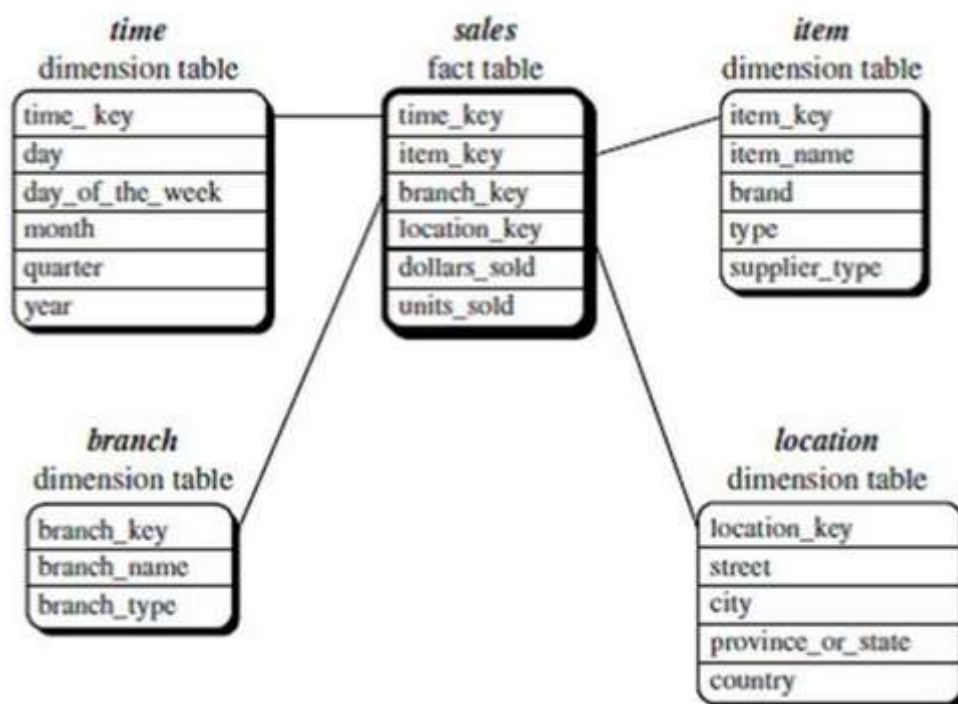 time
dimension table
time_ key
day
day_of_the_week
month
quarter
year
sales
fact table
time_key
item_key
branch_key
location_key
dollars_sold
units_sold
item
dimension table
item_key
item_name
brand
type
supplier_type
branch
dimension table
branch_key
branch_name
branch_type
location
dimension table
location_key
street
city
province_or_state
country